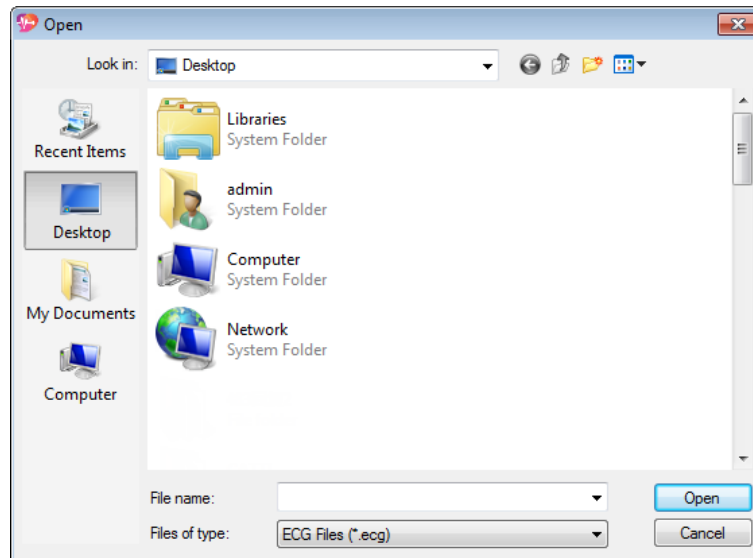 Open
Look in:
Desktop
Recent Items
Desktop
My Documents
Computer
Libraries
System Folder
admin
System Folder
Computer
System Folder
Network
System Folder
File name:
Open
Files of type:
ECG Files (*.ecg)
Cancel